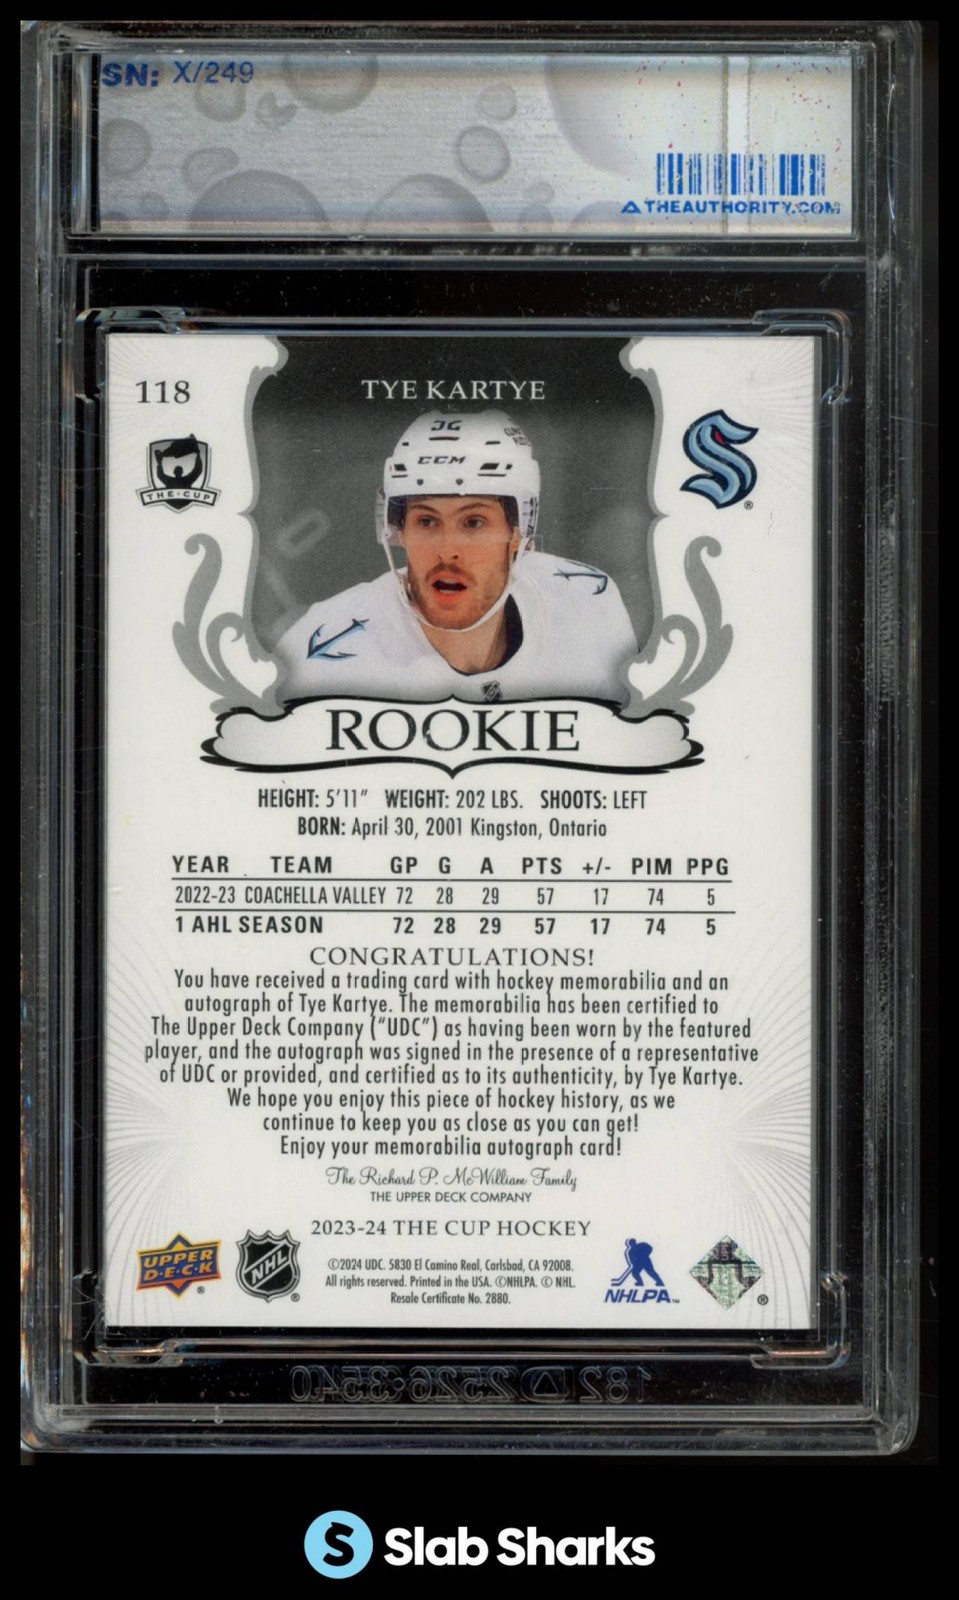 SN: X/249
THEAUTHORITY.COM
118
TYE KARTYE
36
CCM
THE·CUP
ROOKIE
HEIGHT: 5'11" WEIGHT: 202 LBS. SHOOTS: LEFT
BORN: April 30, 2001 Kingston, Ontario
YEAR TEAM GP G A PTS +/- PIM PPG
2022-23 COACHELLA VALLEY 72 28 29 57 17 74 5
1 AHL SEASON 72 28 29 57 17 74 5
CONGRATULATIONS!
You have received a trading card with hockey memorabilia and an
autograph of Tye Kartye. The memorabilia has been certified to
The Upper Deck Company ("UDC") as having been worn by the featured
player, and the autograph was signed in the presence of a representative
of UDC or provided, and certified as to its authenticity, by Tye Kartye.
We hope you enjoy this piece of hockey history, as we
continue to keep you as close as you can get!
Enjoy your memorabilia autograph card!
The Richard P. McWilliam Family
THE UPPER DECK COMPANY
2023-24 THE CUP HOCKEY
UPPER
D·E·C·K
®
NHL
®
©2024 UDC. 5830 El Camino Real, Carlsbad, CA 92008.
All rights reserved. Printed in the USA. ©NHLPA. © NHL.
Resale Certificate No. 2880.
NHLPA™
®
Slab Sharks